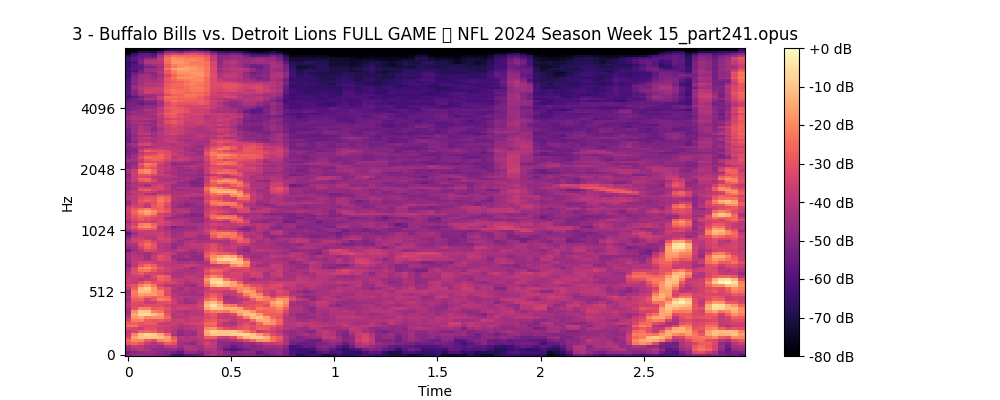 3 - Buffalo Bills vs. Detroit Lions FULL GAME ▯ NFL 2024 Season Week 15_part241.opus
+0 dB
4096
-10 dB
-20 dB
2048
-30 dB
Hz
1024
-40 dB
-50 dB
512
-60 dB
-70 dB
0
-80 dB
0
0.5
1
1.5
2
2.5
Time